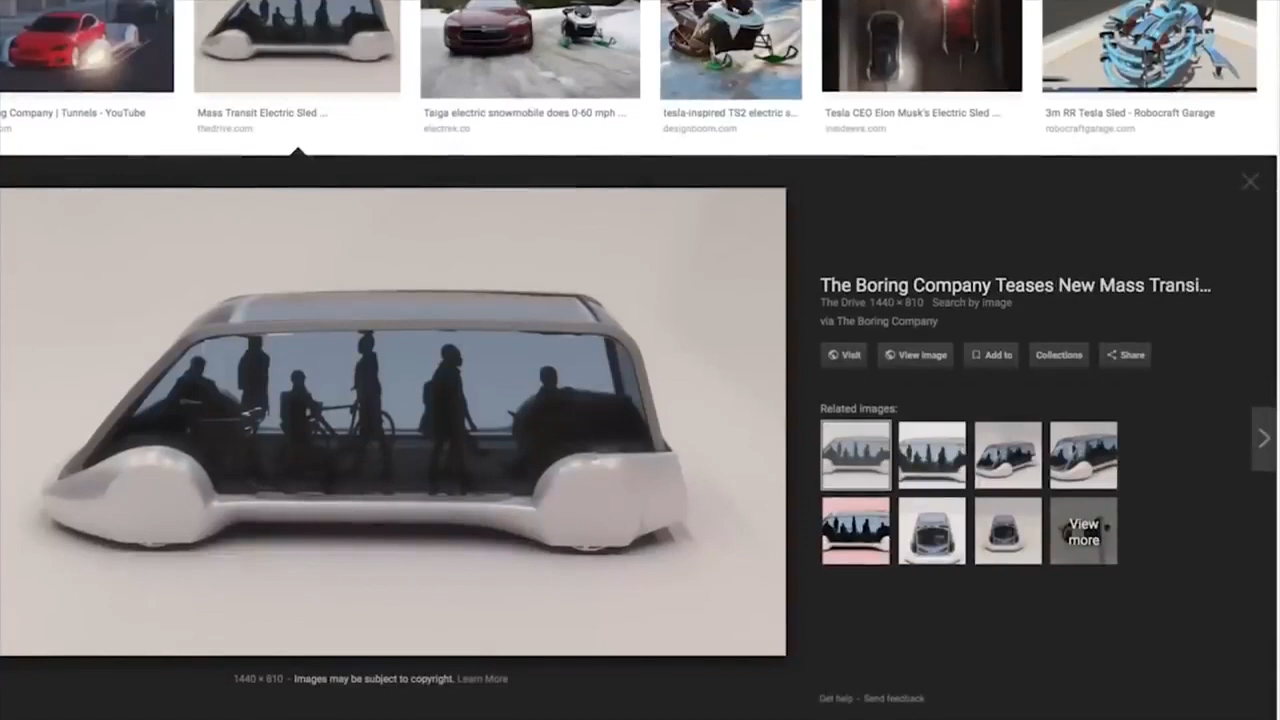 g Company | Tunnels - YouTube
om
Mass Transit Electric Sled ...
thedrive.com
Taiga electric snowmobile does 0-60 mph ...
electrek.co
tesla-inspired TS2 electric s...
designboom.com
Tesla CEO Elon Musk's Electric Sled ...
insideevs.com
3m RR Tesla Sled - Robocraft Garage
robocraftgarage.com
The Boring Company Teases New Mass Transi...
The Drive 1440 × 810 Search by image
via The Boring Company
Visit
View image
Add to
Collections
Share
Related images:
View more
1440 × 810 - Images may be subject to copyright. Learn More
Get help - Send feedback